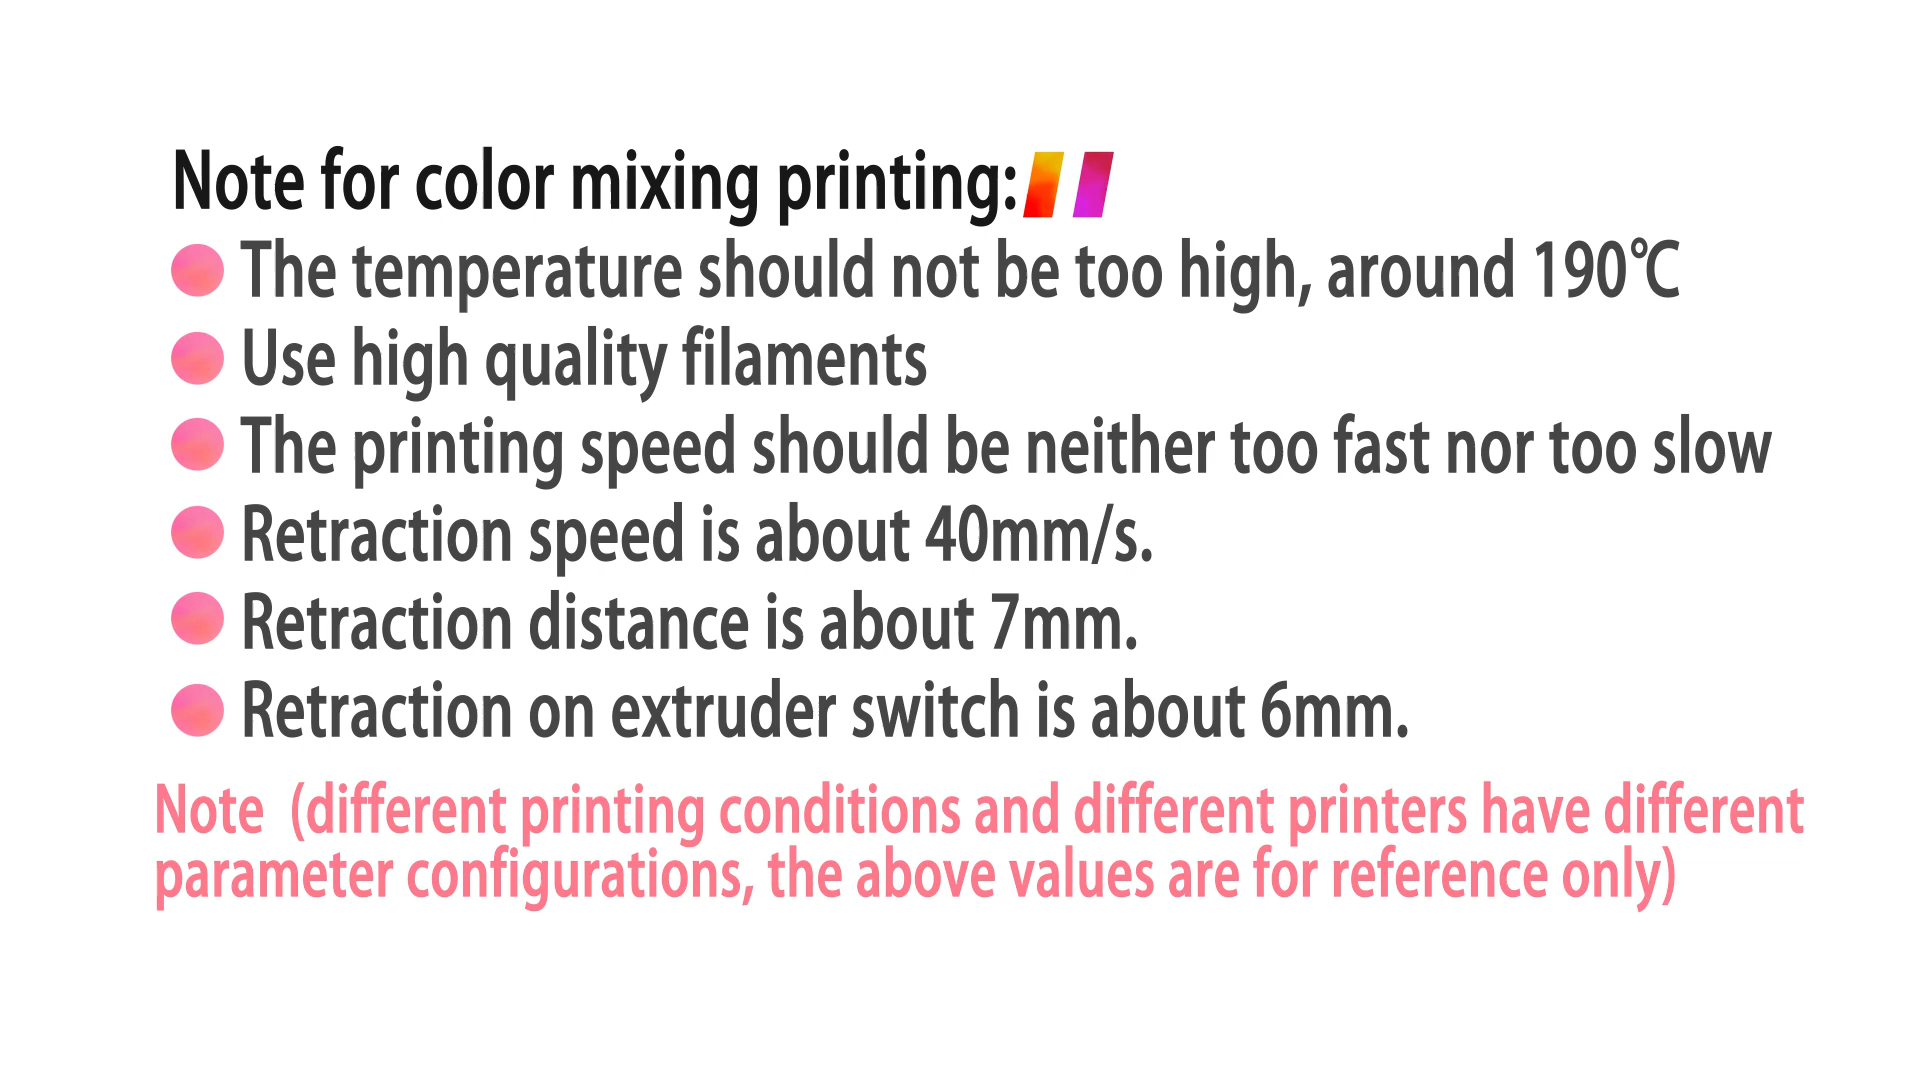 Note for color mixing printing:
The temperature should not be too high, around 190℃
Use high quality filaments
The printing speed should be neither too fast nor too slow
Retraction speed is about 40mm/s.
Retraction distance is about 7mm.
Retraction on extruder switch is about 6mm.
Note (different printing conditions and different printers have different
parameter configurations, the above values are for reference only)